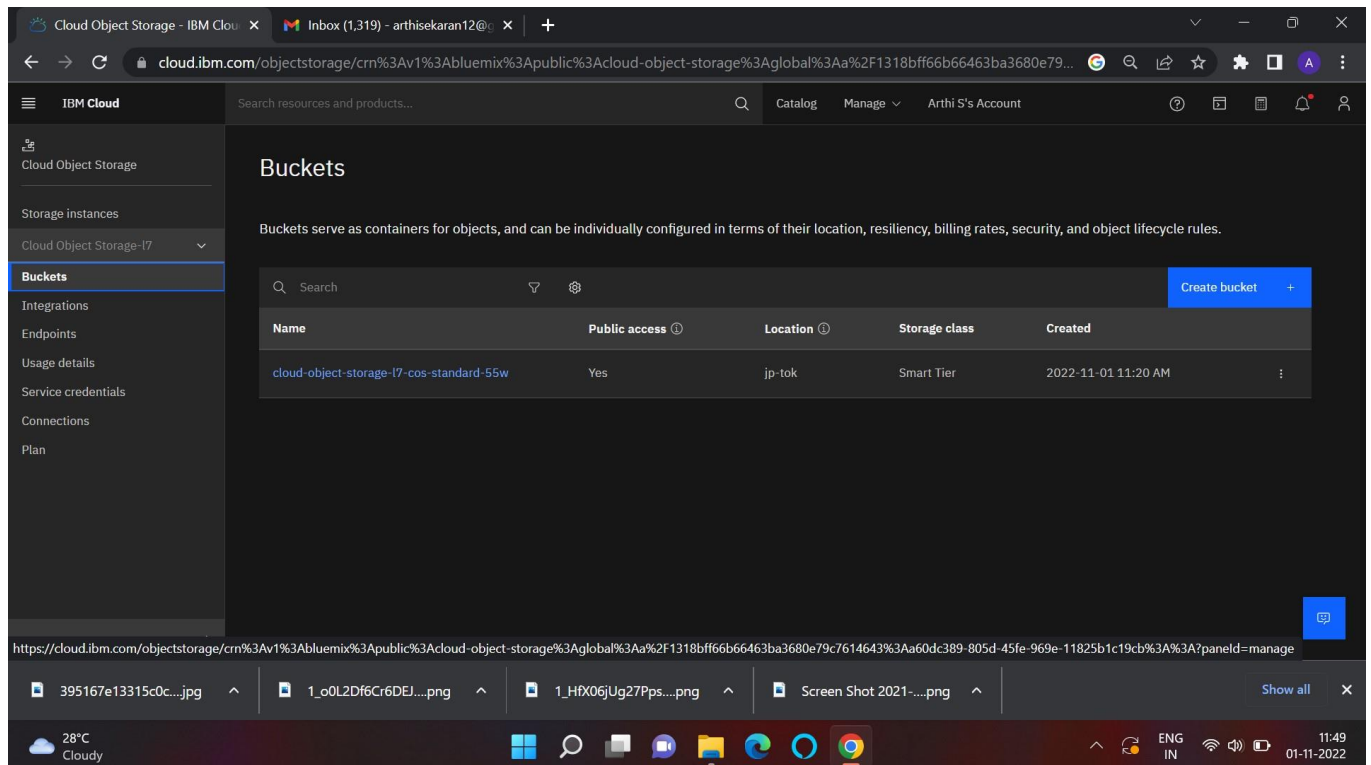 Cloud Object Storage - IBM Clou
Inbox (1,319) - arthisekaran12@g
cloud.ibm.com/objectstorage/crn%3Av1%3Abluemix%3Apublic%3Acloud-object-storage%3Aglobal%3Aa%2F1318bff66b66463ba3680e79...
A
IBM Cloud
Search resources and products...
Catalog
Manage
Arthi S's Account
Cloud Object Storage
Storage instances
Cloud Object Storage-l7
Buckets
Integrations
Endpoints
Usage details
Service credentials
Connections
Plan
Buckets
Buckets serve as containers for objects, and can be individually configured in terms of their location, resiliency, billing rates, security, and object lifecycle rules.
Search
Create bucket +
Name Public access Location Storage class Created
cloud-object-storage-l7-cos-standard-55w Yes jp-tok Smart Tier 2022-11-01 11:20 AM
https://cloud.ibm.com/objectstorage/crn%3Av1%3Abluemix%3Apublic%3Acloud-object-storage%3Aglobal%3Aa%2F1318bff66b66463ba3680e79c7614643%3Aa60dc389-805d-45fe-969e-11825b1c19cb%3A%3A?paneId=manage
395167e13315c0c....jpg
1_o0L2Df6Cr6DEJ....png
1_HfX06jUg27Pps....png
Screen Shot 2021-....png
Show all
28°C
Cloudy
ENG
IN
11:49
01-11-2022